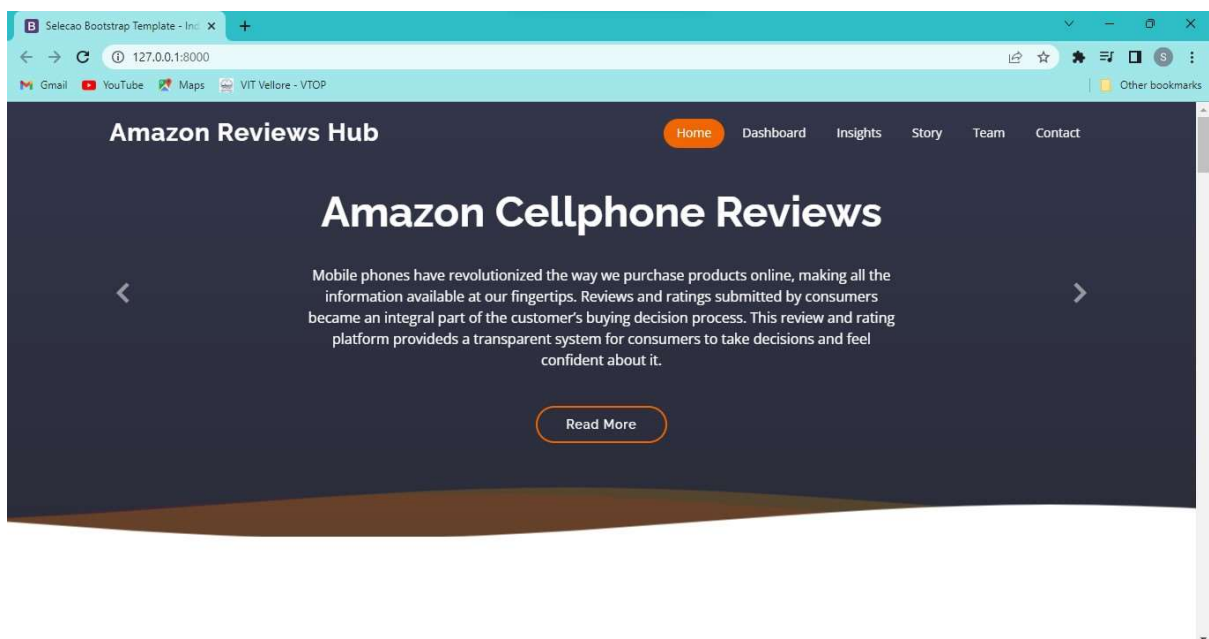 Selecao Bootstrap Template - Ind
127.0.0.1:8000
Gmail YouTube Maps VIT Vellore - VTOP Other bookmarks
Amazon Reviews Hub Home Dashboard Insights Story Team Contact
Amazon Cellphone Reviews
Mobile phones have revolutionized the way we purchase products online, making all the
information available at our fingertips. Reviews and ratings submitted by consumers
became an integral part of the customer's buying decision process. This review and rating
platform provideds a transparent system for consumers to take decisions and feel
confident about it.
Read More